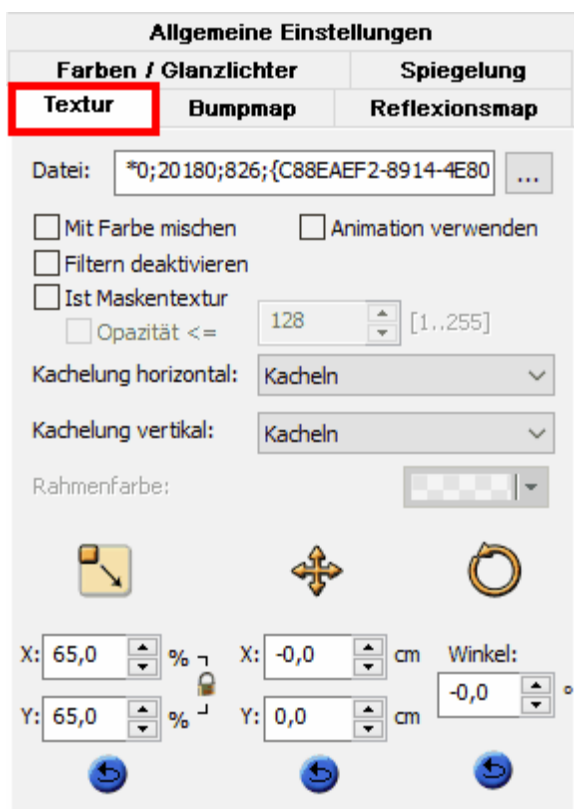 Allgemeine Einstellungen
Farben / Glanzlichter Spiegelung
Textur Bumpmap Reflexionsmap
Datei: *0;20180;826;{C88EAEF2-8914-4E80 ...
Mit Farbe mischen Animation verwenden
Filtern deaktivieren
Ist Maskentextur
Opazität <= 128 [1..255]
Kachelung horizontal: Kacheln
Kachelung vertikal: Kacheln
Rahmenfarbe:
X: 65,0 % X: -0,0 cm Winkel:
-0,0 °
Y: 65,0 % Y: 0,0 cm